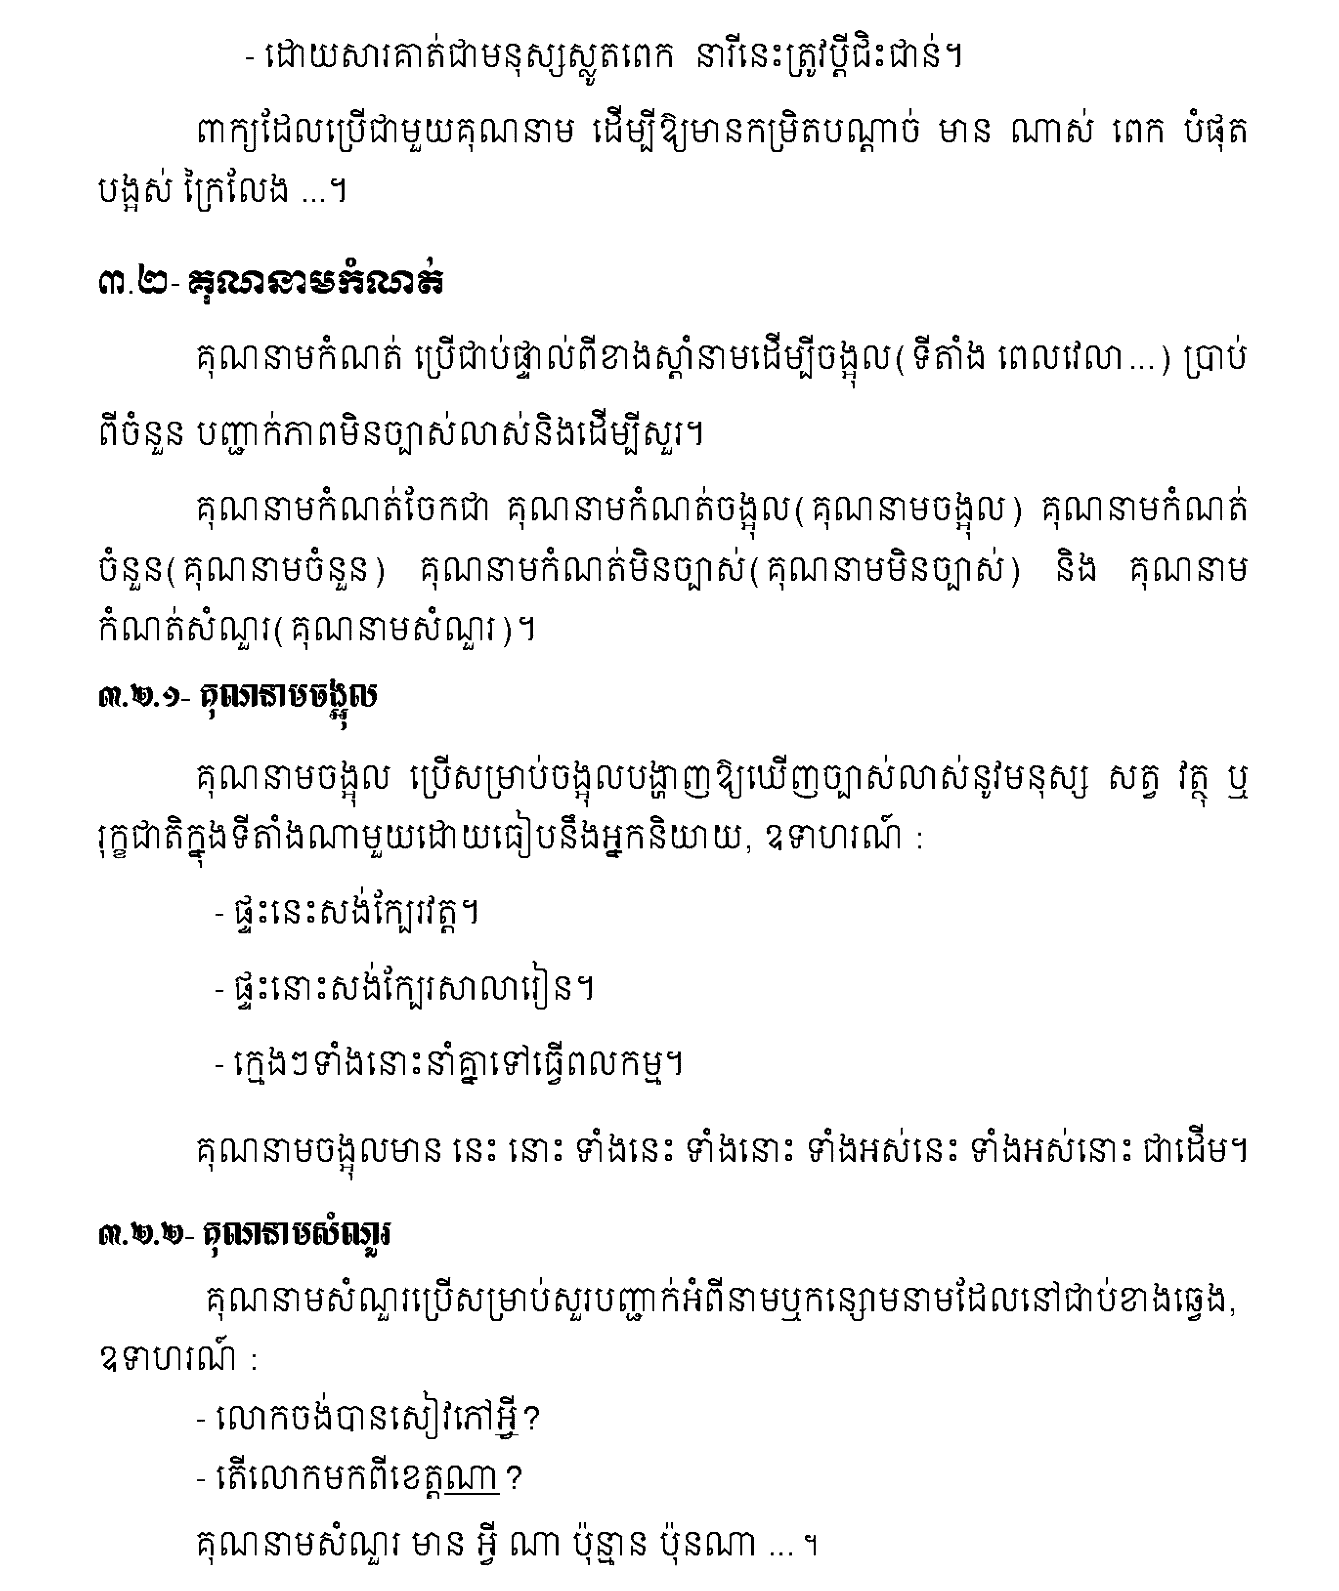 - ដោយសារគាត់ជាមនុស្សស្លូតពេក នារីនេះត្រូវប្ដីជិះជាន់។
ពាក្យដែលប្រើជាមួយគុណនាម ដើម្បីឱ្យមានកម្រិតបណ្ដាច់ មាន ណាស់ ពេក បំផុត
បង្អស់ ក្រៃលែង ...។
៣.២- គុណនាមកំណត់
គុណនាមកំណត់ ប្រើជាប់ផ្ទាល់ពីខាងស្ដាំនាមដើម្បីចង្អុល(ទីតាំង ពេលវេលា...) ប្រាប់
ពីចំនួន បញ្ជាក់ភាពមិនច្បាស់លាស់និងដើម្បីសួរ។
គុណនាមកំណត់ចែកជា គុណនាមកំណត់ចង្អុល(គុណនាមចង្អុល) គុណនាមកំណត់
ចំនួន(គុណនាមចំនួន) គុណនាមកំណត់មិនច្បាស់(គុណនាមមិនច្បាស់) និង គុណនាម
កំណត់សំណួរ(គុណនាមសំណួរ)។
៣.២.១- គុណនាមចង្អុល
គុណនាមចង្អុល ប្រើសម្រាប់ចង្អុលបង្ហាញឱ្យឃើញច្បាស់លាស់នូវមនុស្ស សត្វ វត្ថុ ឬ
រុក្ខជាតិក្នុងទីតាំងណាមួយដោយធៀបនឹងអ្នកនិយាយ, ឧទាហរណ៍ :
- ផ្ទះនេះសង់ក្បែរវត្ត។
- ផ្ទះនោះសង់ក្បែរសាលារៀន។
- ក្មេងៗទាំងនោះនាំគ្នាទៅធ្វើពលកម្ម។
គុណនាមចង្អុលមាន នេះ នោះ ទាំងនេះ ទាំងនោះ ទាំងអស់នេះ ទាំងអស់នោះ ជាដើម។
៣.២.២- គុណនាមសំណួរ
គុណនាមសំណួរប្រើសម្រាប់សួរបញ្ជាក់អំពីនាមឬកន្សោមនាមដែលនៅជាប់ខាងឆ្វេង,
ឧទាហរណ៍ :
- លោកចង់បានសៀវភៅអ្វី?
- តើលោកមកពីខេត្តណា?
គុណនាមសំណួរ មាន អ្វី ណា ប៉ុន្មាន ប៉ុនណា ... ។